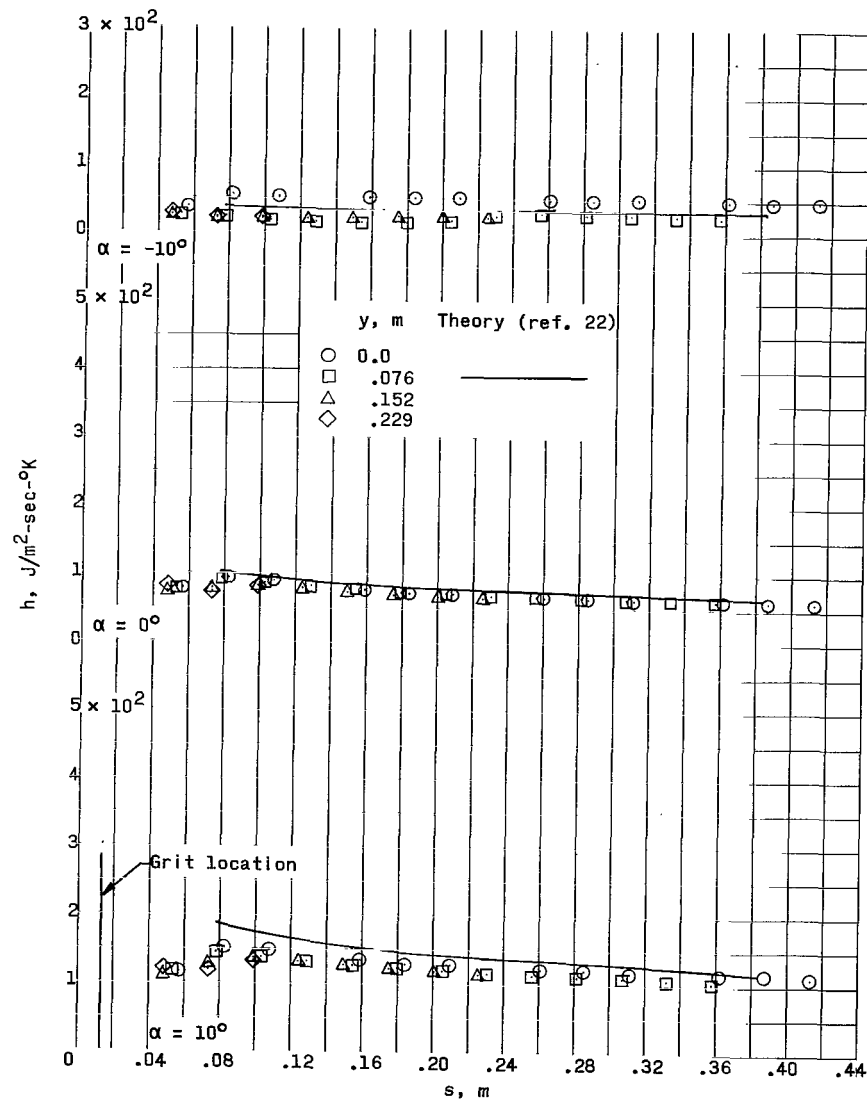 3 × 10²
2
1
0
α = -10°
5 × 10²
y, m Theory (ref. 22)
0.0
.076
.152
.229
4
3
2
1
α = 0°
0
h, J/m²-sec-°K
5 × 10²
4
3
Grit location
2
1
α = 10°
0 .04 .08 .12 .16 .20 .24 .28 .32 .36 .40 .44
s, m